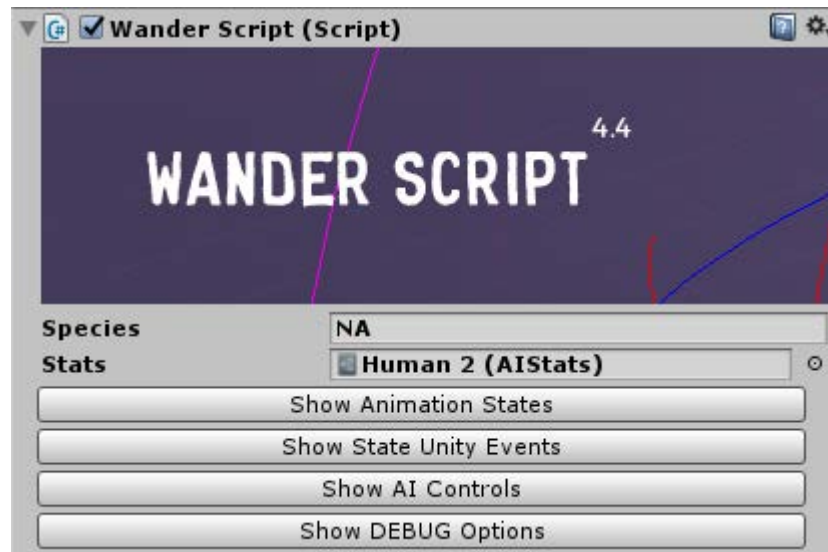 Wander Script (Script)
WANDER SCRIPT 4.4
Species NA
Stats Human 2 (AIStats)
Show Animation States
Show State Unity Events
Show AI Controls
Show DEBUG Options